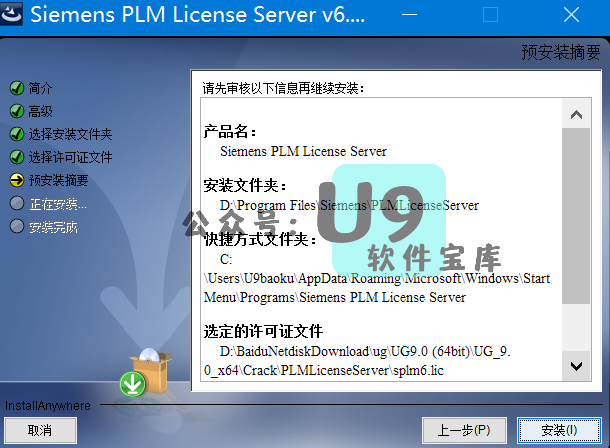 Siemens PLM License Server v6....
预安装摘要
简介
高级
选择安装文件夹
选择许可证文件
预安装摘要
正在安装...
安装完成
请先审核以下信息再继续安装：
产品名：
Siemens PLM License Server
安装文件夹：
D:\Program Files\Siemens\PLMLicenseServer
快捷方式文件夹：
C:
\Users\U9baoku\AppData\Roaming\Microsoft\Windows\Start
Menu\Programs\Siemens PLM License Server
选定的许可证文件
D:\BaiduNetdiskDownload\ug\UG9.0 (64bit)\UG_9.
0_x64\Crack\PLMLicenseServer\splm6.lic
公众号：U9
软件宝库
InstallAnywhere
取消
上一步(P)
安装(I)